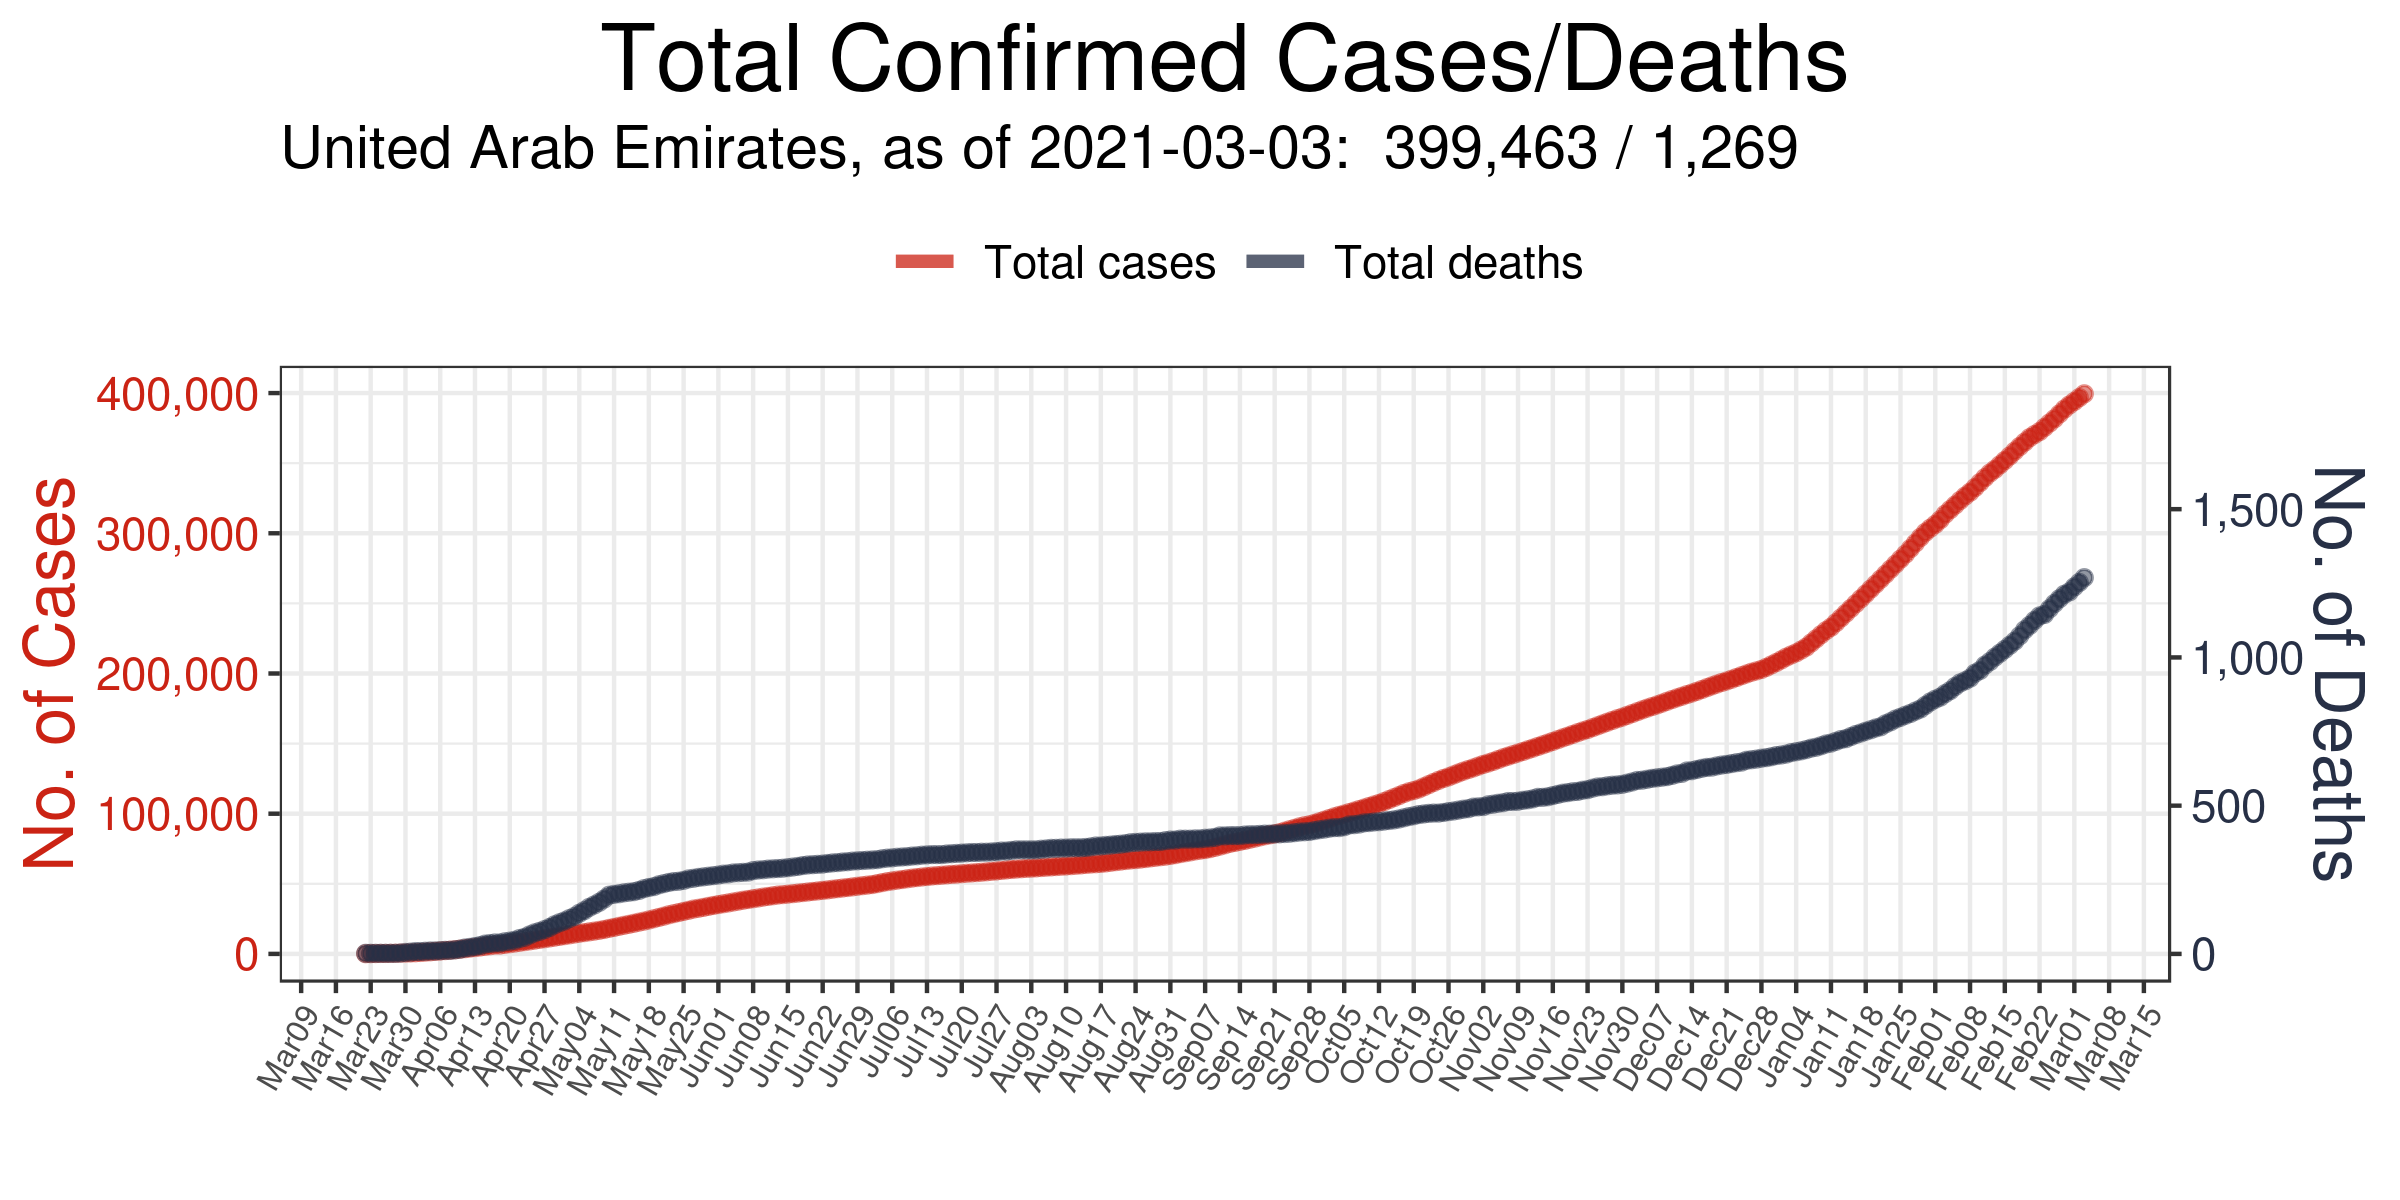 Total Confirmed Cases/Deaths
United Arab Emirates, as of 2021-03-03:  399,463 / 1,269
Total cases
Total deaths
No. of Cases
400,000
300,000
200,000
100,000
0
1,500
1,000
500
0
No. of Deaths
Mar09
Mar16
Mar23
Mar30
Apr06
Apr13
Apr20
Apr27
May04
May11
May18
May25
Jun01
Jun08
Jun15
Jun22
Jun29
Jul06
Jul13
Jul20
Jul27
Aug03
Aug10
Aug17
Aug24
Aug31
Sep07
Sep14
Sep21
Sep28
Oct05
Oct12
Oct19
Oct26
Nov02
Nov09
Nov16
Nov23
Nov30
Dec07
Dec14
Dec21
Dec28
Jan04
Jan11
Jan18
Jan25
Feb01
Feb08
Feb15
Feb22
Mar01
Mar08
Mar15